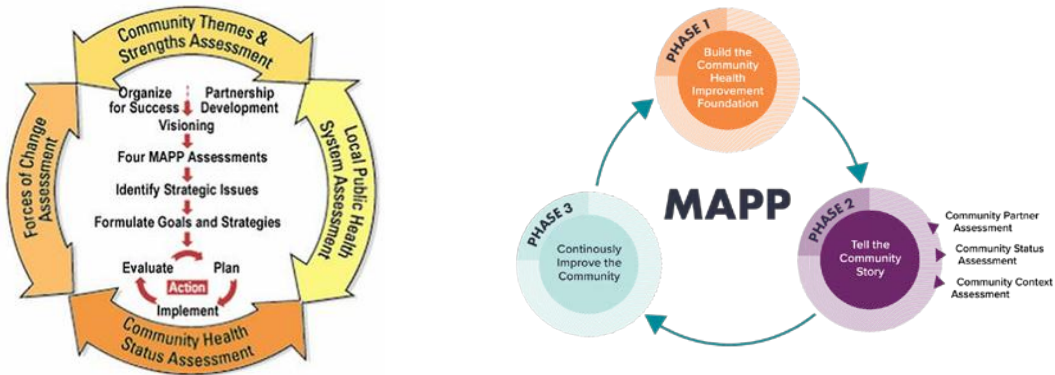 Community Themes &
Strengths Assessment
Organize
for Success
Partnership
Development
Visioning
Four MAPP Assessments
Identify Strategic Issues
Formulate Goals and Strategies
Evaluate
Plan
Action
Implement
Forces of Change
Assessment
Local Public Health
System Assessment
Community Health
Status Assessment
PHASE 1
Build the
Community
Health
Improvement
Foundation
MAPP
PHASE 2
Tell the
Community
Story
Community Partner
Assessment
Community Status
Assessment
Community Context
Assessment
PHASE 3
Continously
Improve the
Community